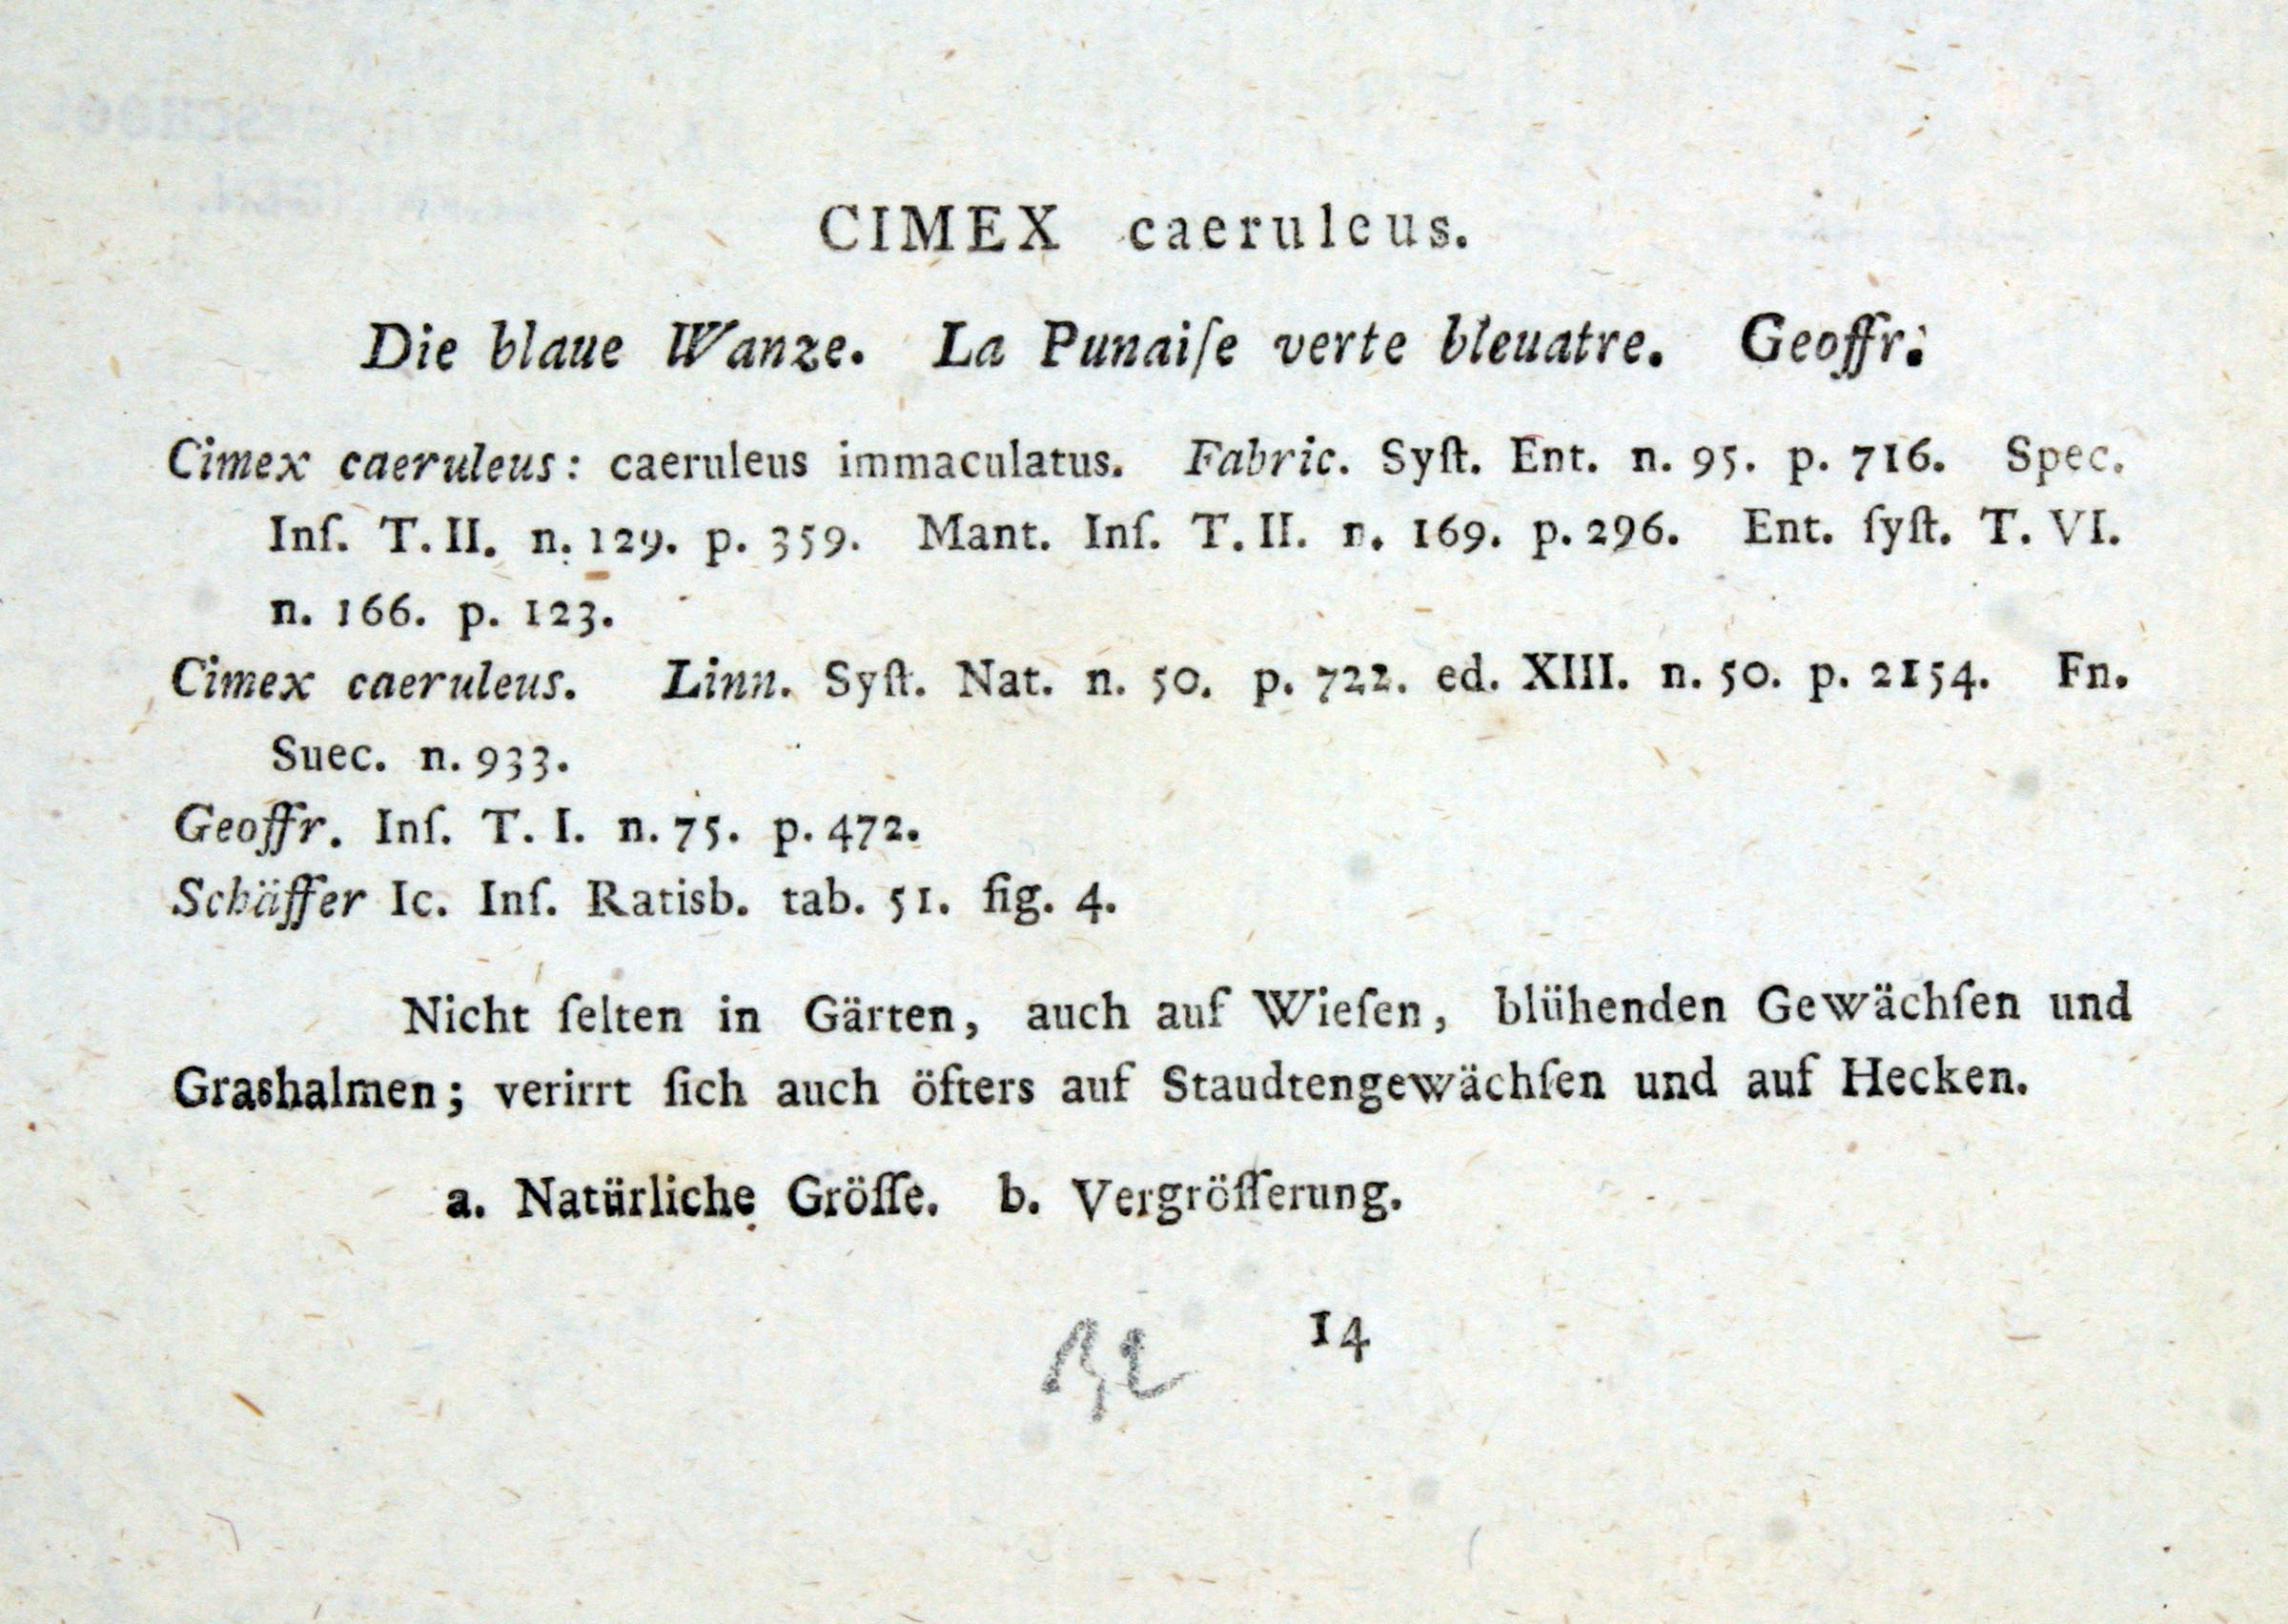 CIMEX caeruleus.
Die blaue Wanze. La Punaiſe verte bleuatre. Geoffr.
Cimex caeruleus: caeruleus immaculatus. Fabric. Syſt. Ent. n. 95. p. 716. Spec.
Inſ. T. II. n. 129. p. 359. Mant. Inſ. T. II. n. 169. p. 296. Ent. ſyſt. T. VI.
n. 166. p. 123.
Cimex caeruleus. Linn. Syſt. Nat. n. 50. p. 722. ed. XIII. n. 50. p. 2154. Fn.
Suec. n. 933.
Geoffr. Inſ. T. I. n. 75. p. 472.
Schäffer Ic. Inſ. Ratisb. tab. 51. fig. 4.
Nicht ſelten in Gärten, auch auf Wieſen, blühenden Gewächſen und
Grashalmen; verirrt ſich auch öfters auf Staudtengewächſen und auf Hecken.
a. Natürliche Gröſſe. b. Vergröſſerung.
14